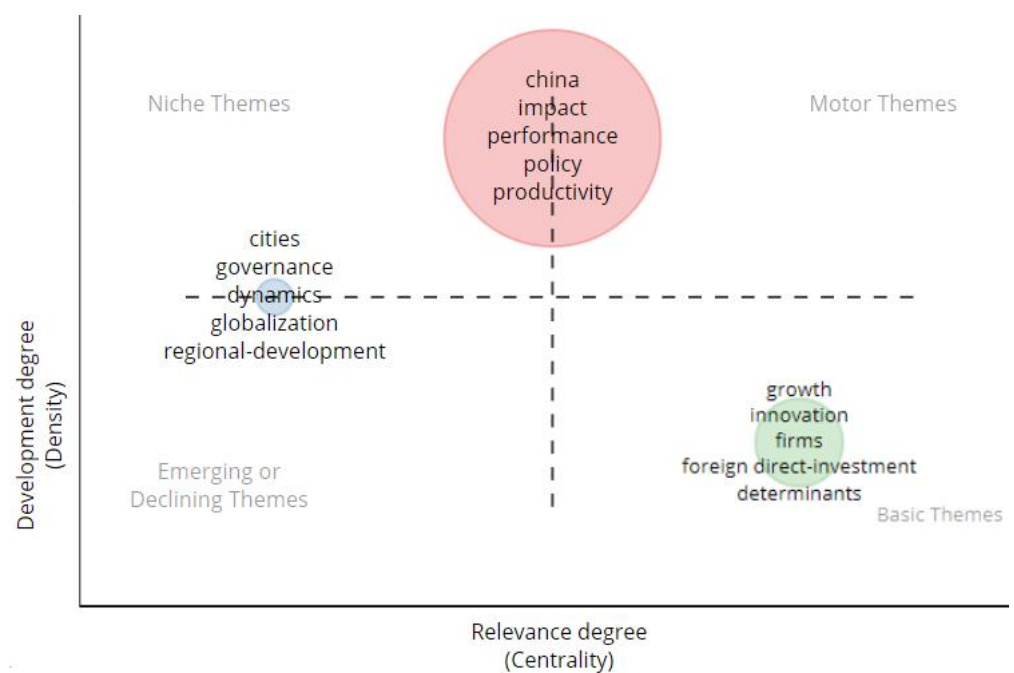 Niche Themes
Motor Themes
china
impact
performance
policy
productivity
cities
governance
dynamics
globalization
regional-development
growth
innovation
firms
foreign direct-investment
determinants
Emerging or
Declining Themes
Basic Themes
Development degree
(Density)
Relevance degree
(Centrality)